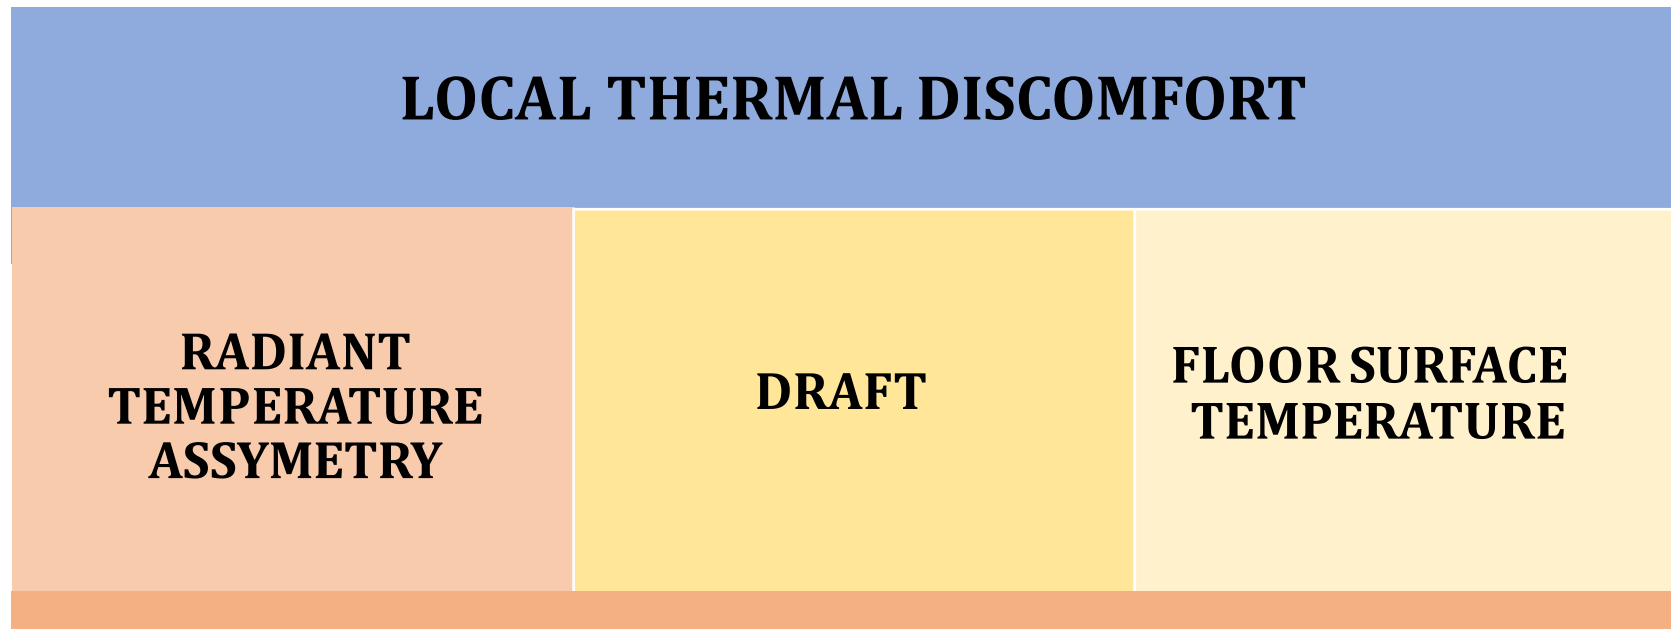 LOCAL THERMAL DISCOMFORT
RADIANT
TEMPERATURE
ASSYMETRY
DRAFT
FLOOR SURFACE
TEMPERATURE